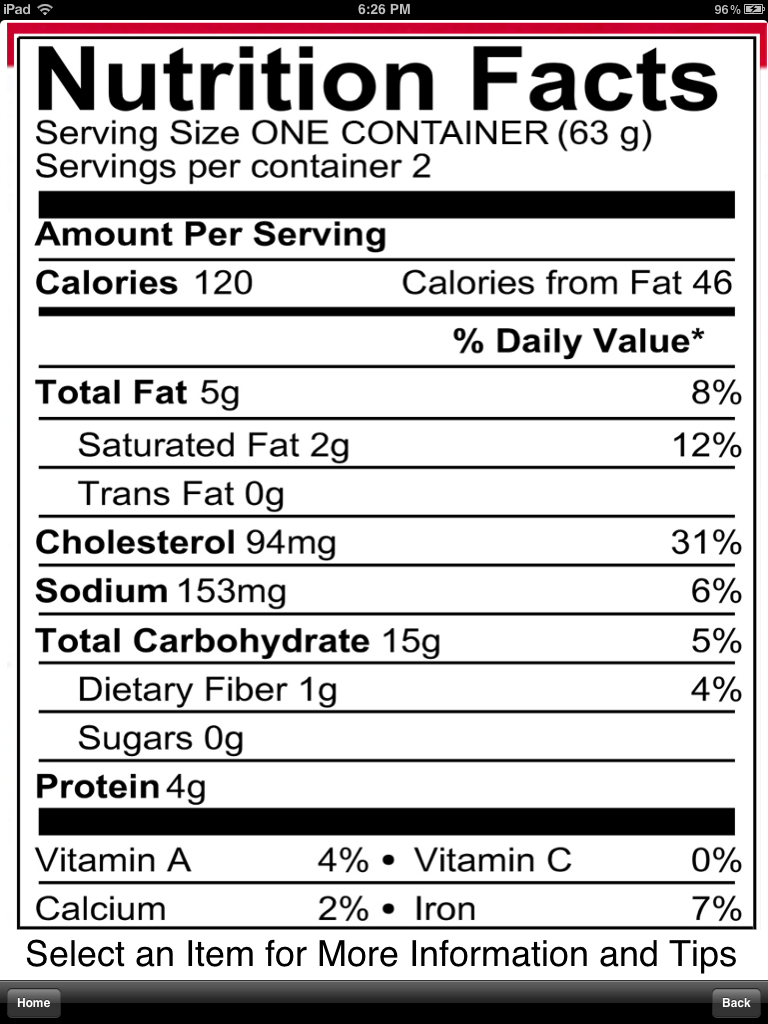 iPad 6:26 PM 96%
Nutrition Facts
Serving Size ONE CONTAINER (63 g)
Servings per container 2
Amount Per Serving
Calories 120 Calories from Fat 46
% Daily Value*
Total Fat 5g 8%
Saturated Fat 2g 12%
Trans Fat 0g
Cholesterol 94mg 31%
Sodium 153mg 6%
Total Carbohydrate 15g 5%
Dietary Fiber 1g 4%
Sugars 0g
Protein 4g
Vitamin A 4% • Vitamin C 0%
Calcium 2% • Iron 7%
Select an Item for More Information and Tips
Home Back